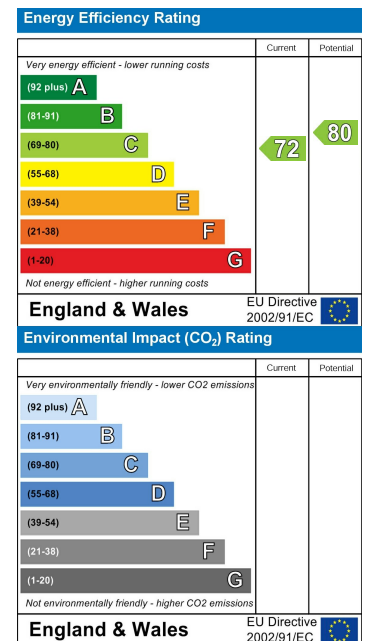 Energy Efficiency Rating
Current Potential
Very energy efficient - lower running costs
(92 plus) A
(81-91) B
(69-80) C
(55-68) D
(39-54) E
(21-38) F
(1-20) G
72
80
Not energy efficient - higher running costs
England & Wales
EU Directive
2002/91/EC
Environmental Impact (CO₂) Rating
Current Potential
Very environmentally friendly - lower CO2 emissions
(92 plus) A
(81-91) B
(69-80) C
(55-68) D
(39-54) E
(21-38) F
(1-20) G
Not environmentally friendly - higher CO2 emissions
England & Wales
EU Directive
2002/91/EC